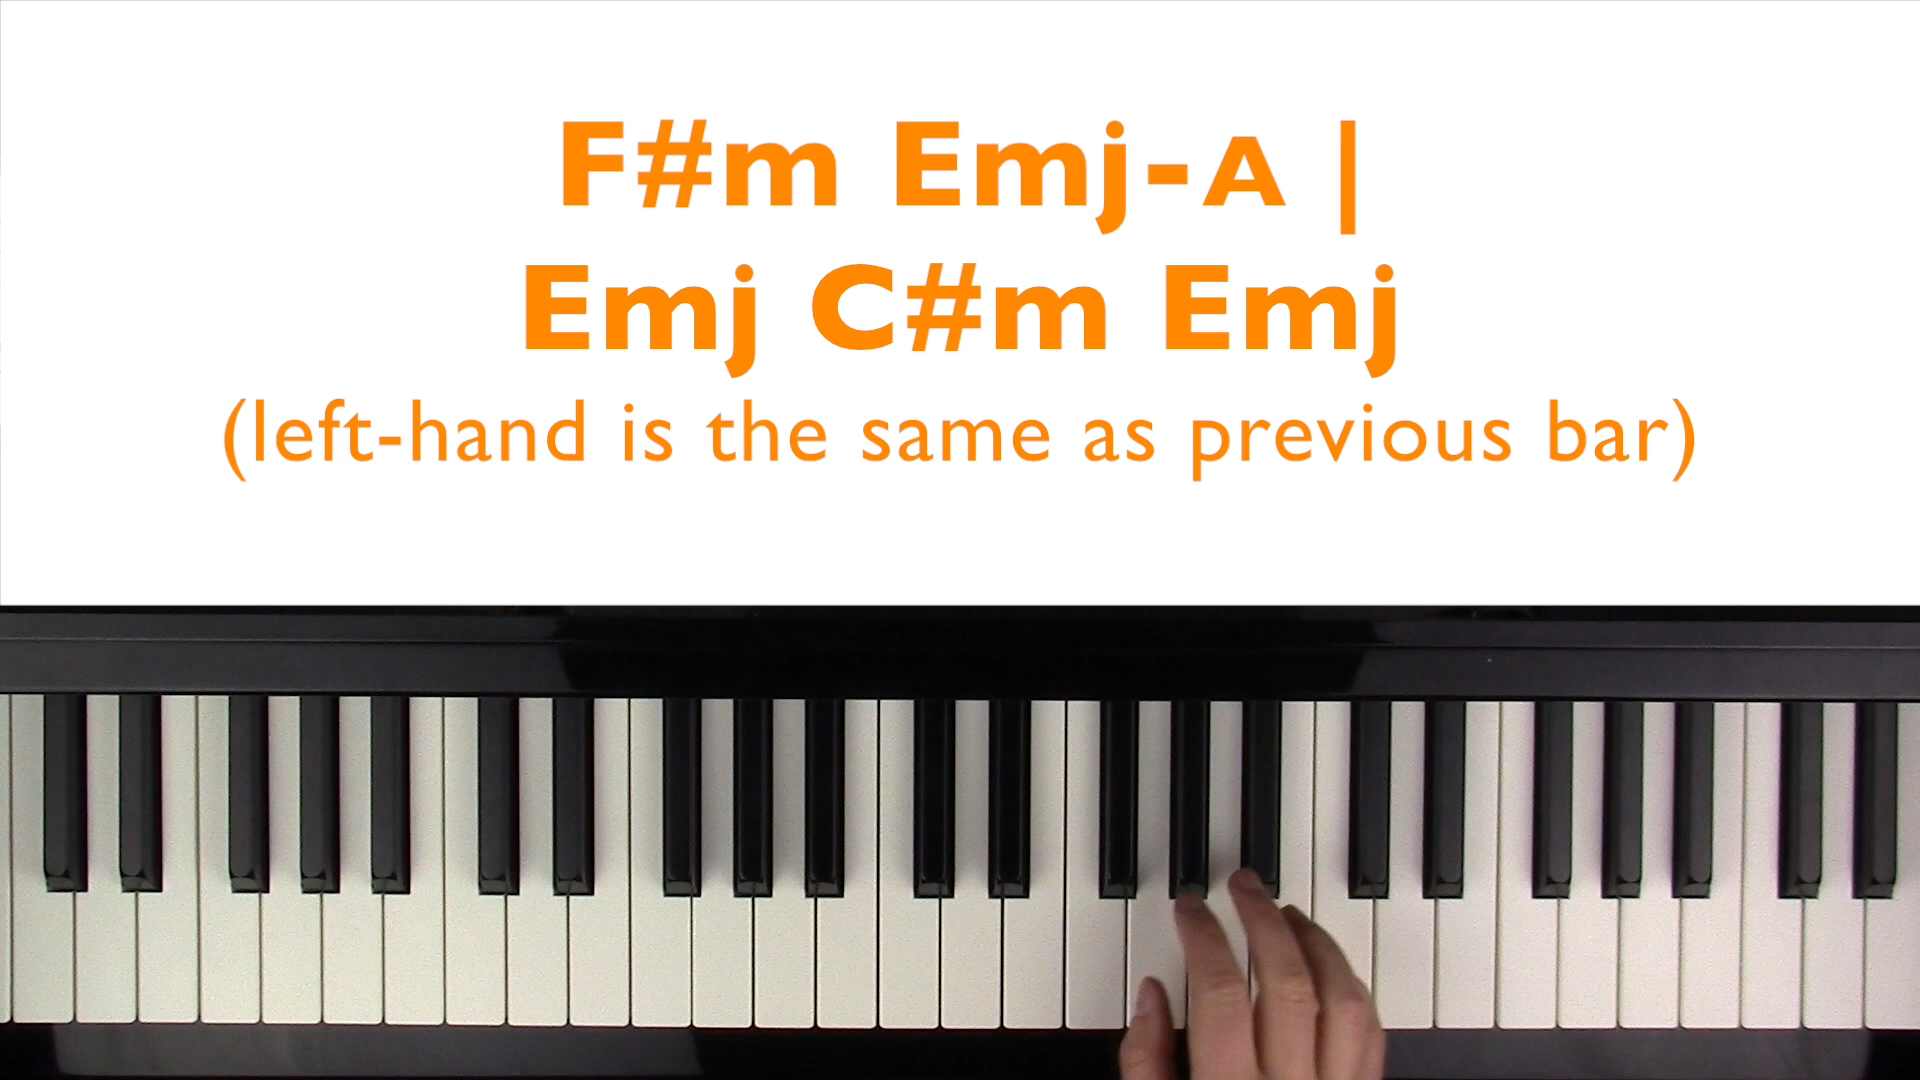 F#m Emj-A |
Emj C#m Emj
(left-hand is the same as previous bar)